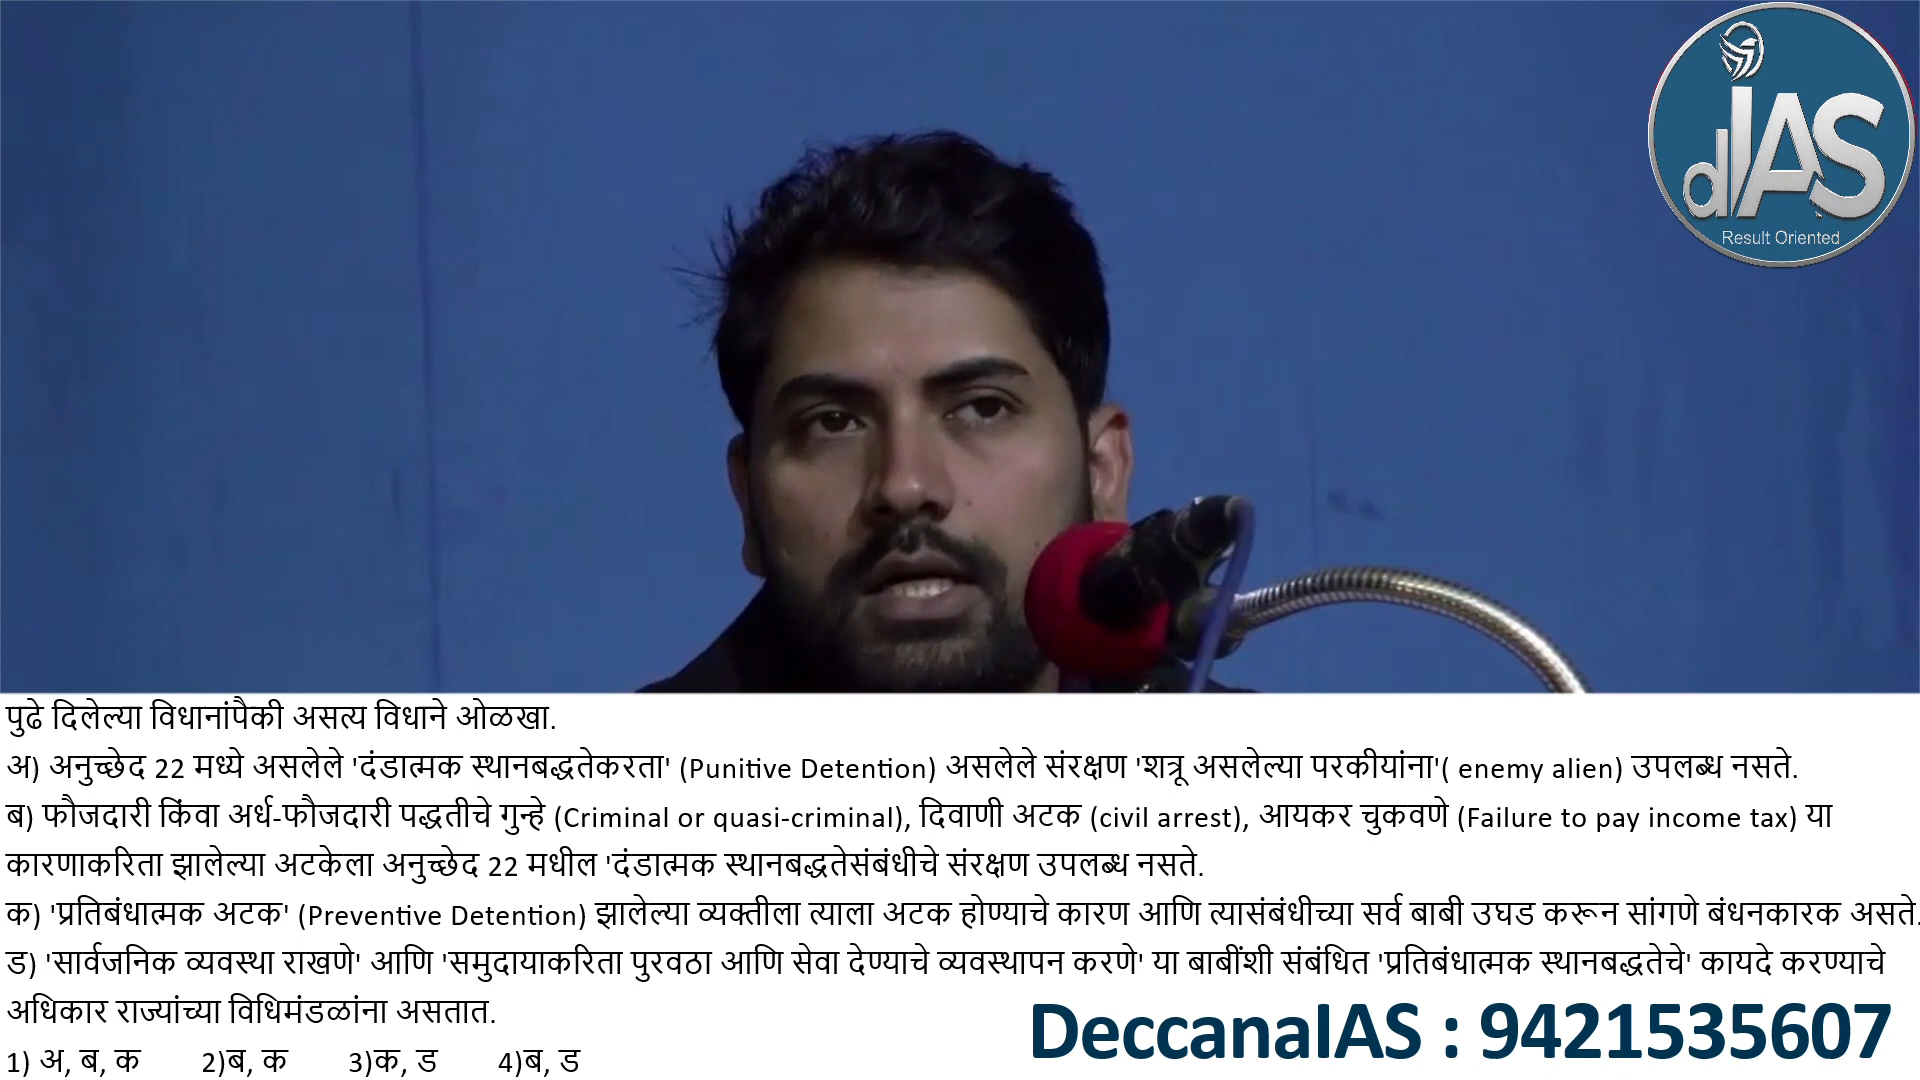 dIAS
Result Oriented
पुढे दिलेल्या विधानांपैकी असत्य विधाने ओळखा.
अ) अनुच्छेद 22 मध्ये असलेले 'दंडात्मक स्थानबद्धतेकरता' (Punitive Detention) असलेले संरक्षण 'शत्रू असलेल्या परकीयांना'( enemy alien) उपलब्ध नसते.
ब) फौजदारी किंवा अर्ध-फौजदारी पद्धतीचे गुन्हे (Criminal or quasi-criminal), दिवाणी अटक (civil arrest), आयकर चुकवणे (Failure to pay income tax) या
कारणाकरिता झालेल्या अटकेला अनुच्छेद 22 मधील 'दंडात्मक स्थानबद्धतेसंबंधीचे संरक्षण उपलब्ध नसते.
क) 'प्रतिबंधात्मक अटक' (Preventive Detention) झालेल्या व्यक्तीला त्याला अटक होण्याचे कारण आणि त्यासंबंधीच्या सर्व बाबी उघड करून सांगणे बंधनकारक असते.
ड) 'सार्वजनिक व्यवस्था राखणे' आणि 'समुदायाकरिता पुरवठा आणि सेवा देण्याचे व्यवस्थापन करणे' या बाबींशी संबंधित 'प्रतिबंधात्मक स्थानबद्धतेचे' कायदे करण्याचे
अधिकार राज्यांच्या विधिमंडळांना असतात.
1) अ, ब, क 2)ब, क 3)क, ड 4)ब, ड
DeccanaIAS : 9421535607